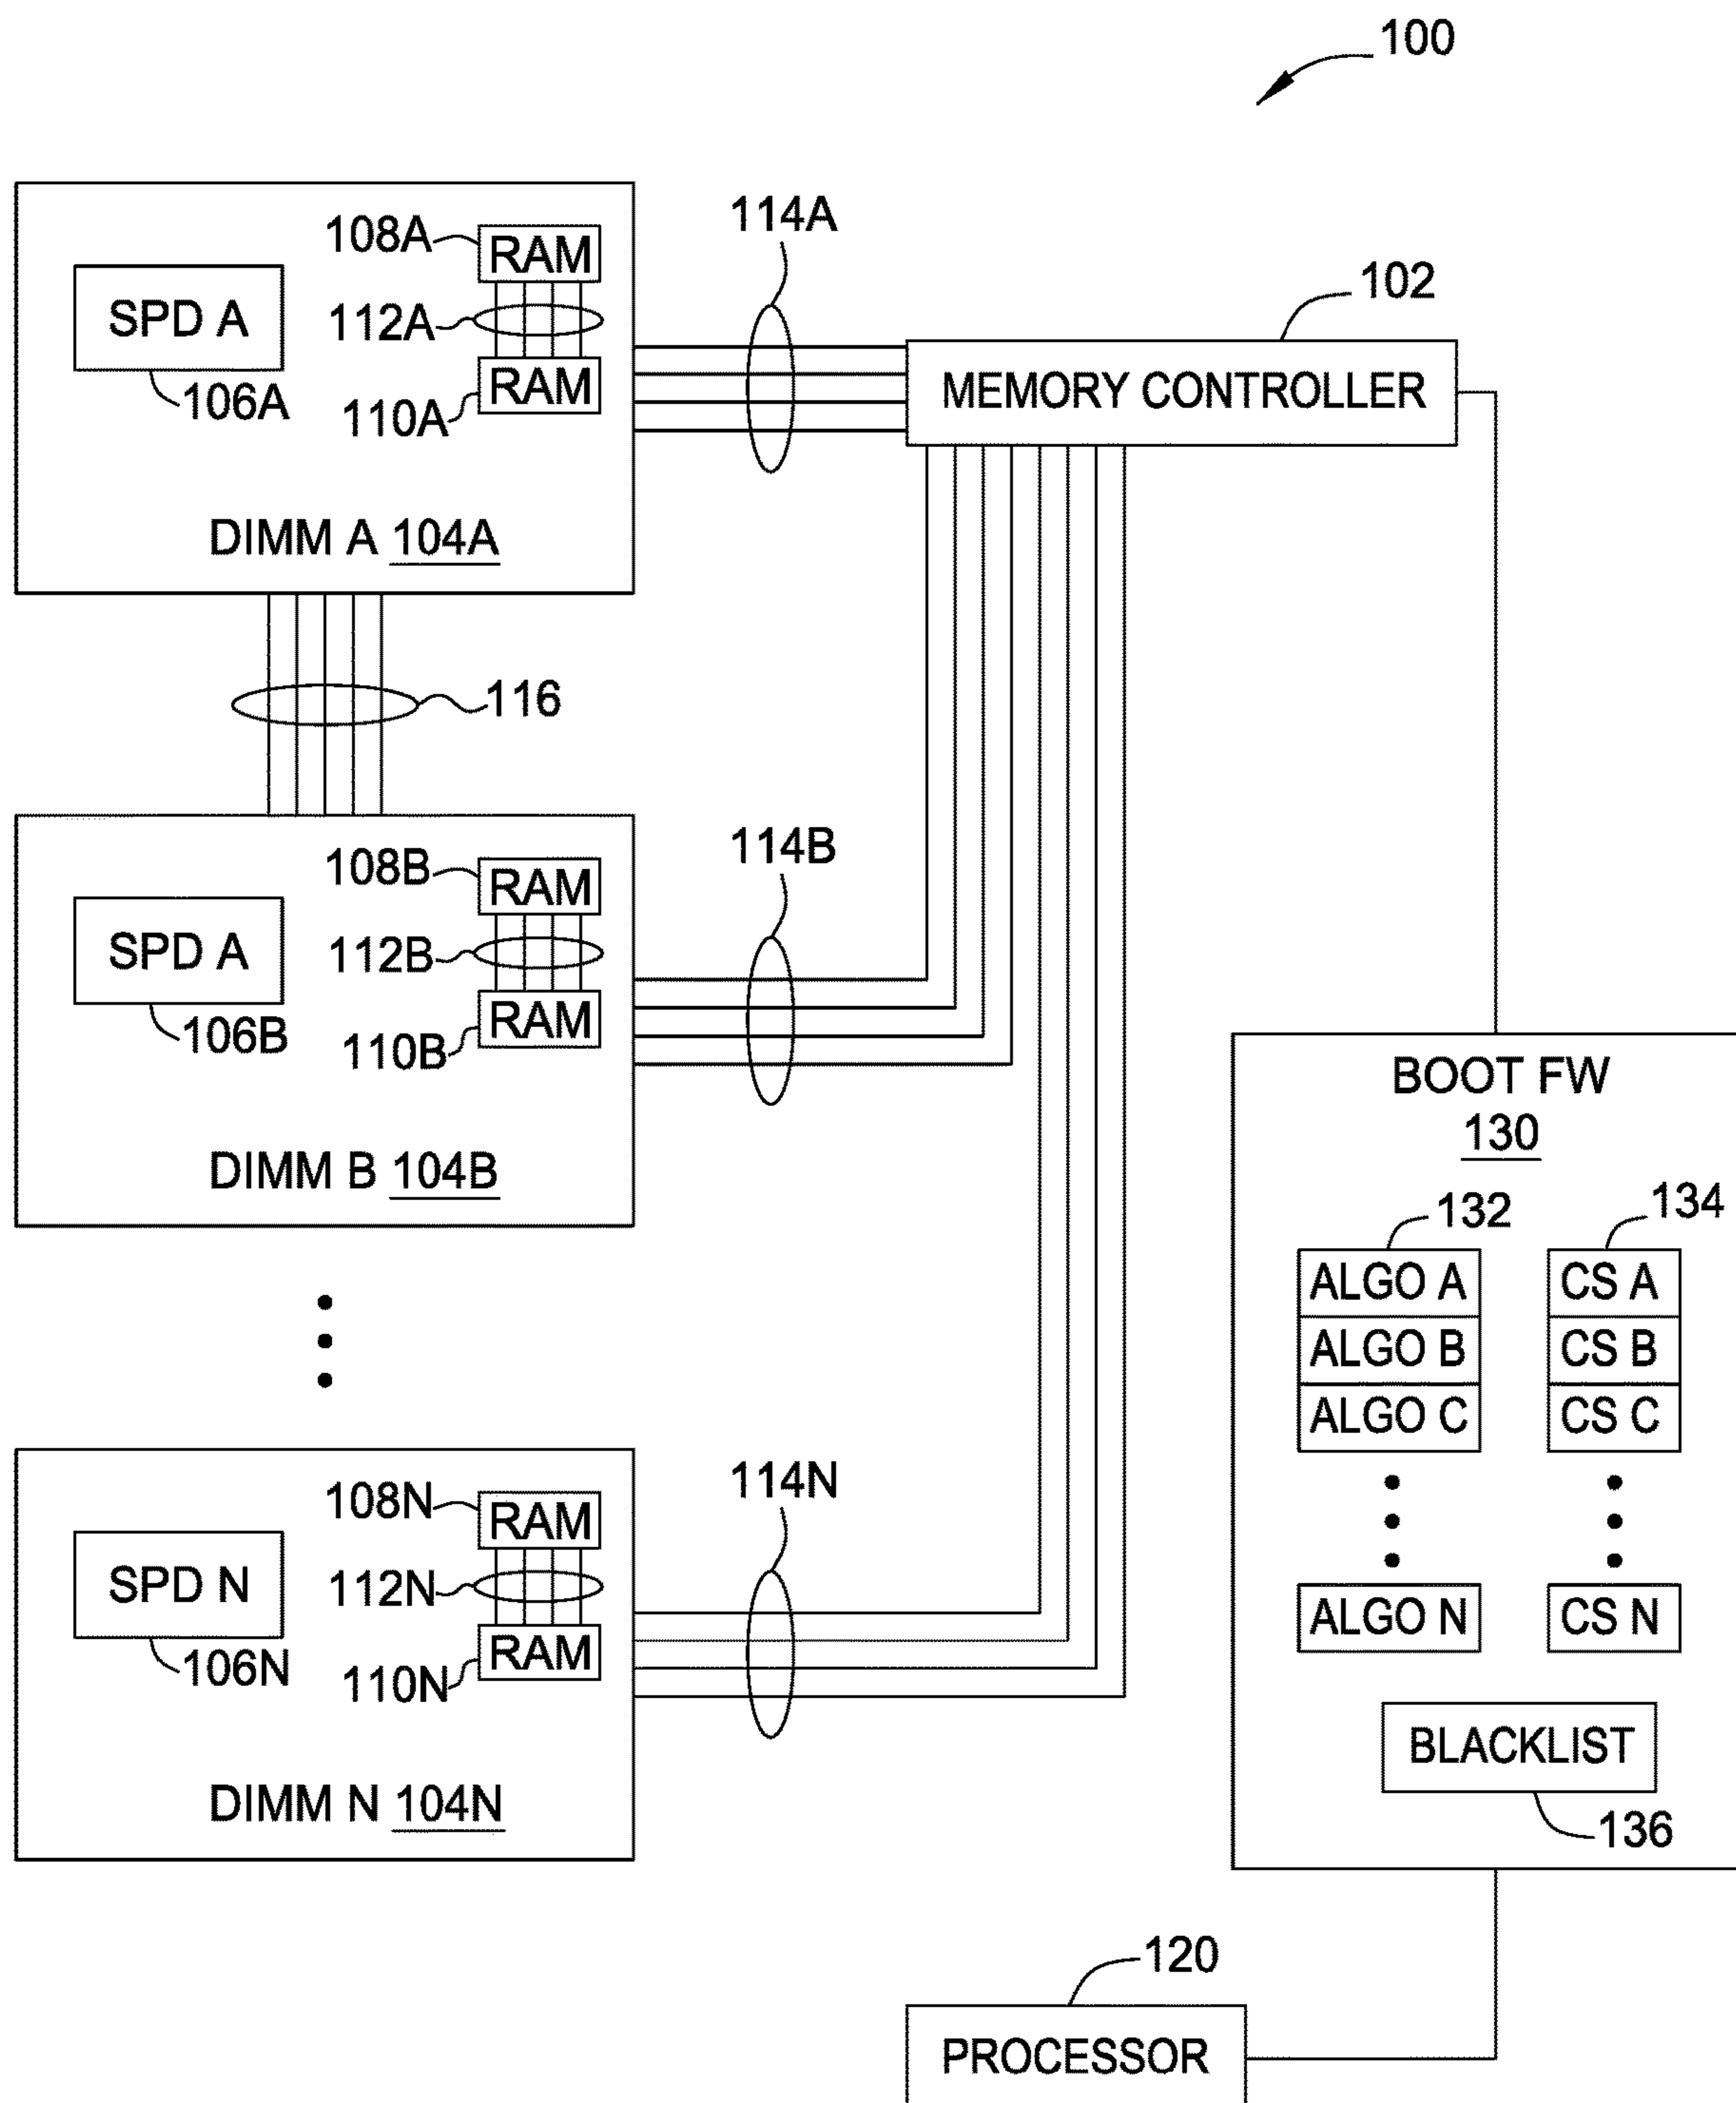 100
108A
RAM
SPD A
112A
106A
110A
RAM
DIMM A 104A
114A
102
MEMORY CONTROLLER
116
108B
RAM
SPD A
112B
106B
110B
RAM
DIMM B 104B
114B
108N
RAM
SPD N
112N
106N
110N
RAM
DIMM N 104N
114N
BOOT FW
130
132
134
ALGO A
CS A
ALGO B
CS B
ALGO C
CS C
ALGO N
CS N
BLACKLIST
136
120
PROCESSOR